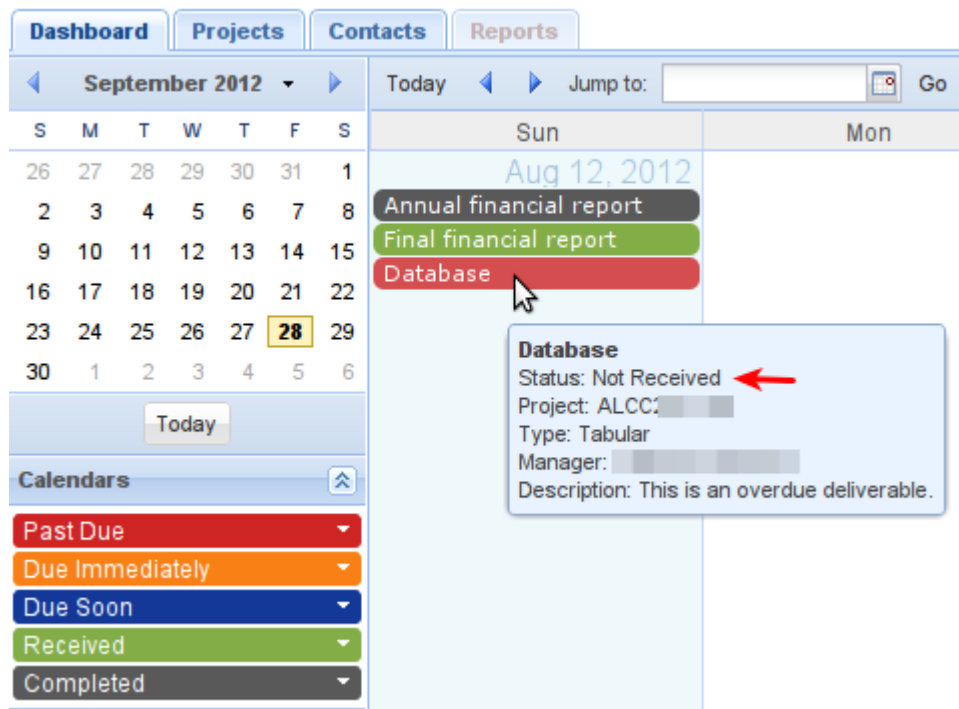 Dashboard Projects Contacts Reports
September 2012
Today Jump to: Go
S M T W T F S
Sun Mon
26 27 28 29 30 31 1
Aug 12, 2012
2 3 4 5 6 7 8
Annual financial report
9 10 11 12 13 14 15
Final financial report
Database
16 17 18 19 20 21 22
23 24 25 26 27 28 29
30 1 2 3 4 5 6
Today
Database
Status: Not Received
Project: ALCC
Type: Tabular
Manager:
Description: This is an overdue deliverable.
Calendars
Past Due
Due Immediately
Due Soon
Received
Completed